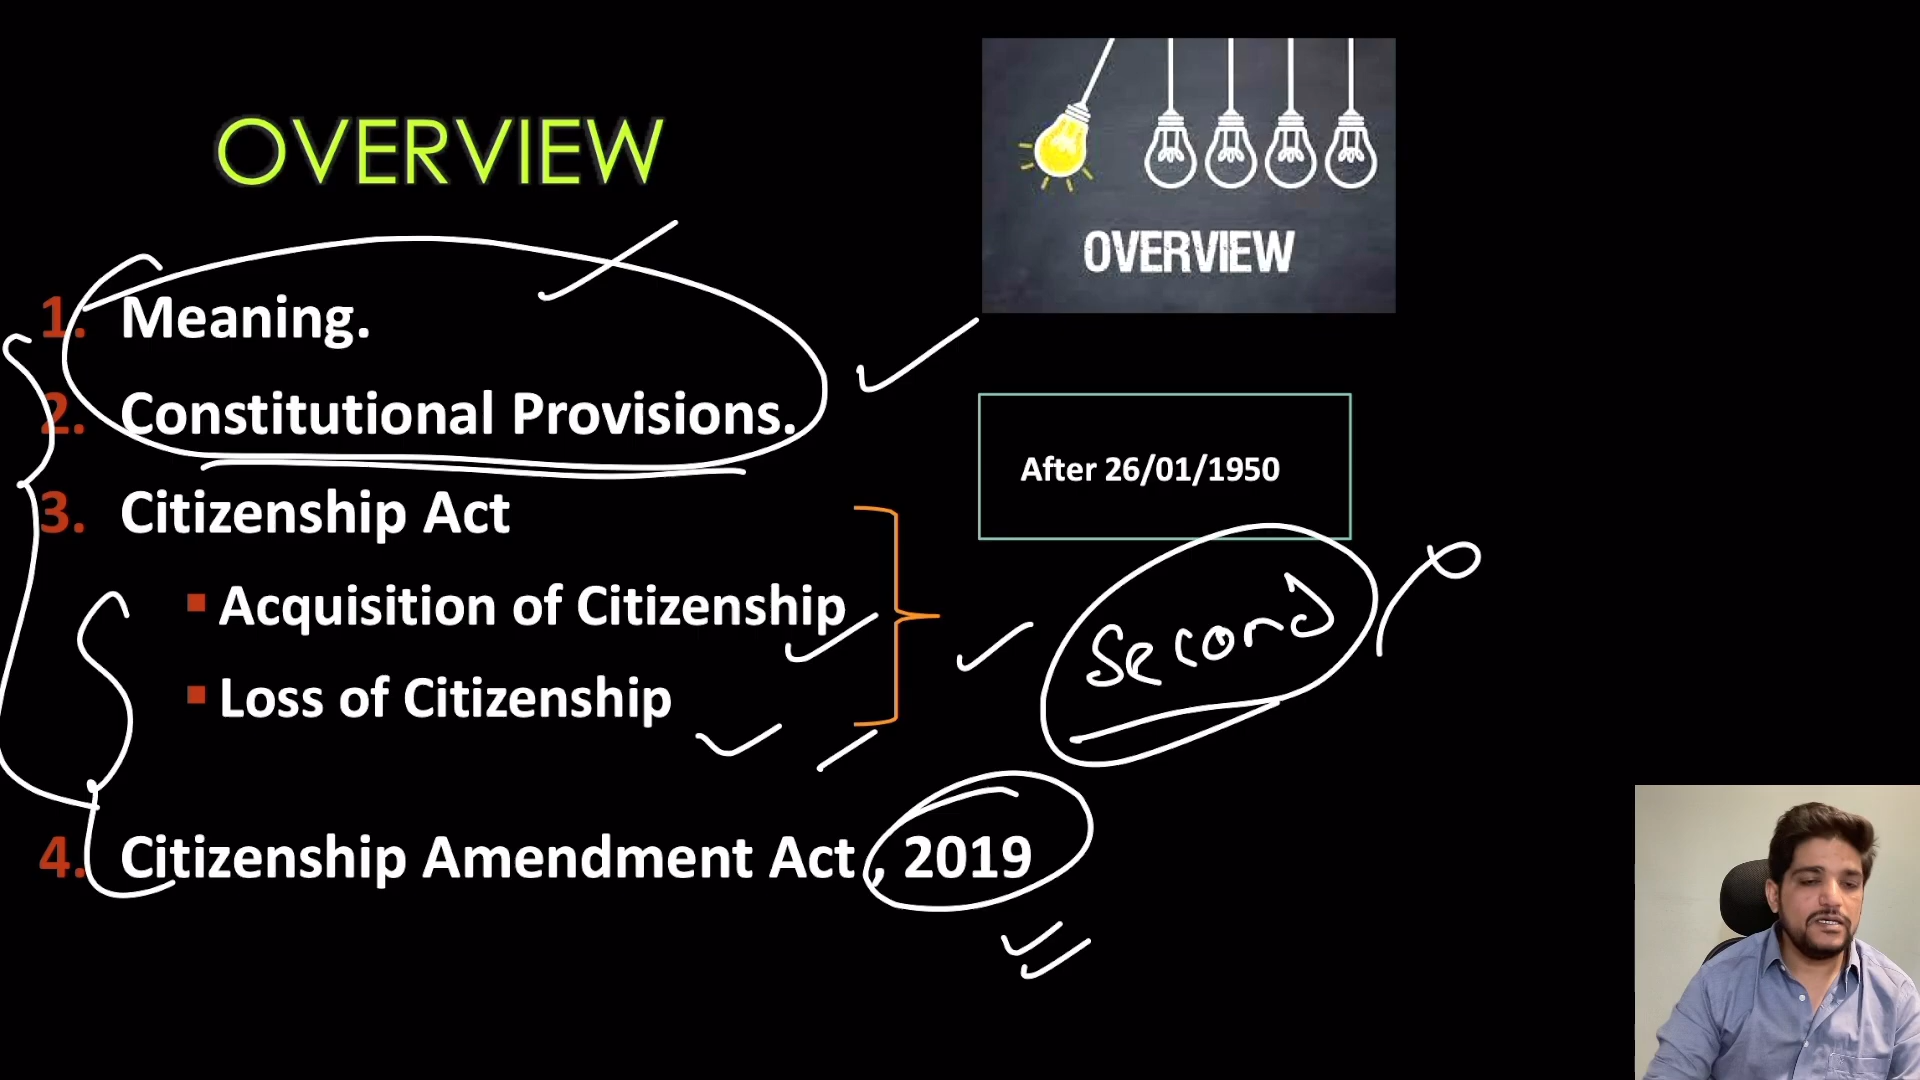 OVERVIEW
OVERVIEW
1. Meaning.
2. Constitutional Provisions.
After 26/01/1950
3. Citizenship Act
▪ Acquisition of Citizenship
▪ Loss of Citizenship
Second
4. Citizenship Amendment Act, 2019